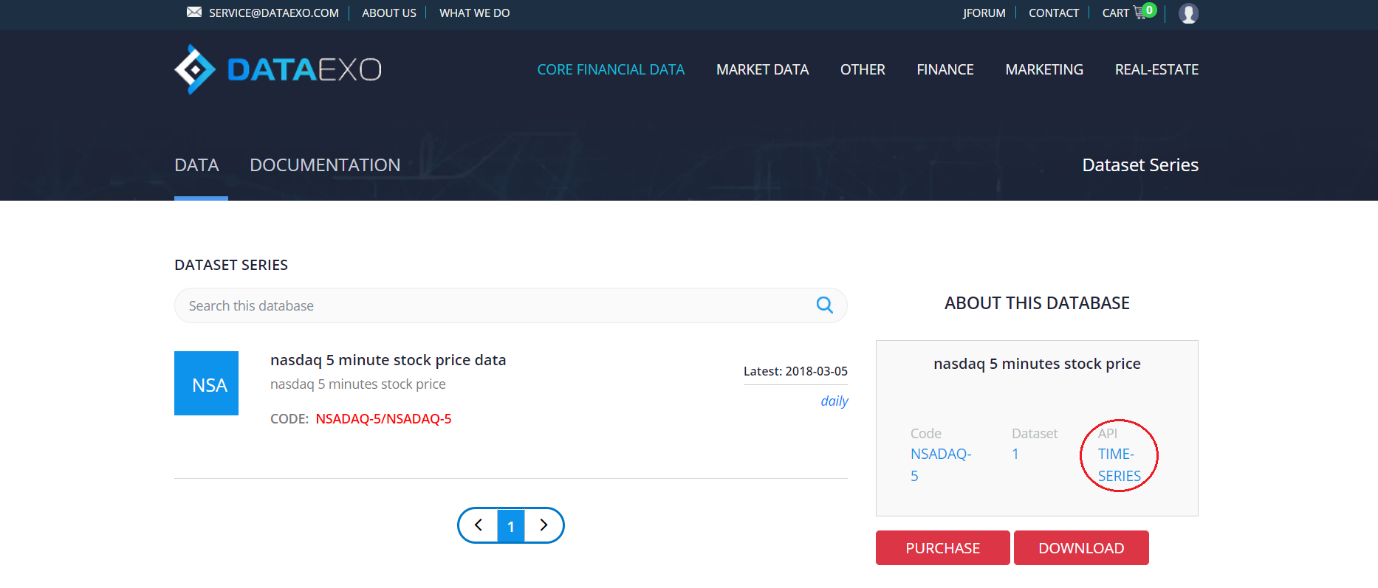 SERVICE@DATAEXO.COM ABOUT US WHAT WE DO JFORUM CONTACT CART 0
DATAEXO CORE FINANCIAL DATA MARKET DATA OTHER FINANCE MARKETING REAL-ESTATE
DATA DOCUMENTATION Dataset Series
DATASET SERIES
Search this database
ABOUT THIS DATABASE
NSA
nasdaq 5 minute stock price data
nasdaq 5 minutes stock price
CODE: NSADAQ-5/NSADAQ-5
Latest: 2018-03-05
daily
1
nasdaq 5 minutes stock price
Code Dataset API
NSADAQ- 1 TIME-
5 SERIES
PURCHASE DOWNLOAD